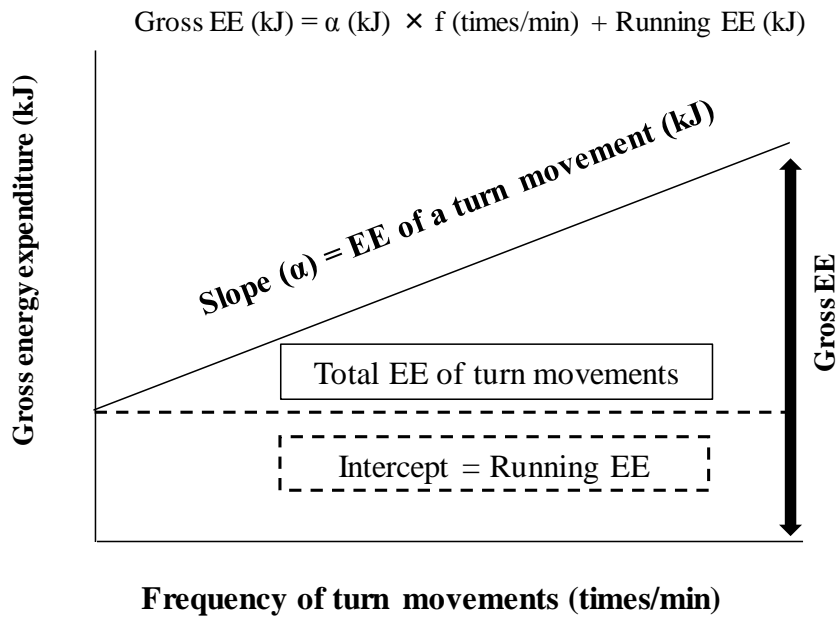 Gross EE (kJ) = α (kJ) × f (times/min) + Running EE (kJ)
Gross energy expenditure (kJ)
Slope (α) = EE of a turn movement (kJ)
Total EE of turn movements
Intercept = Running EE
Gross EE
Frequency of turn movements (times/min)